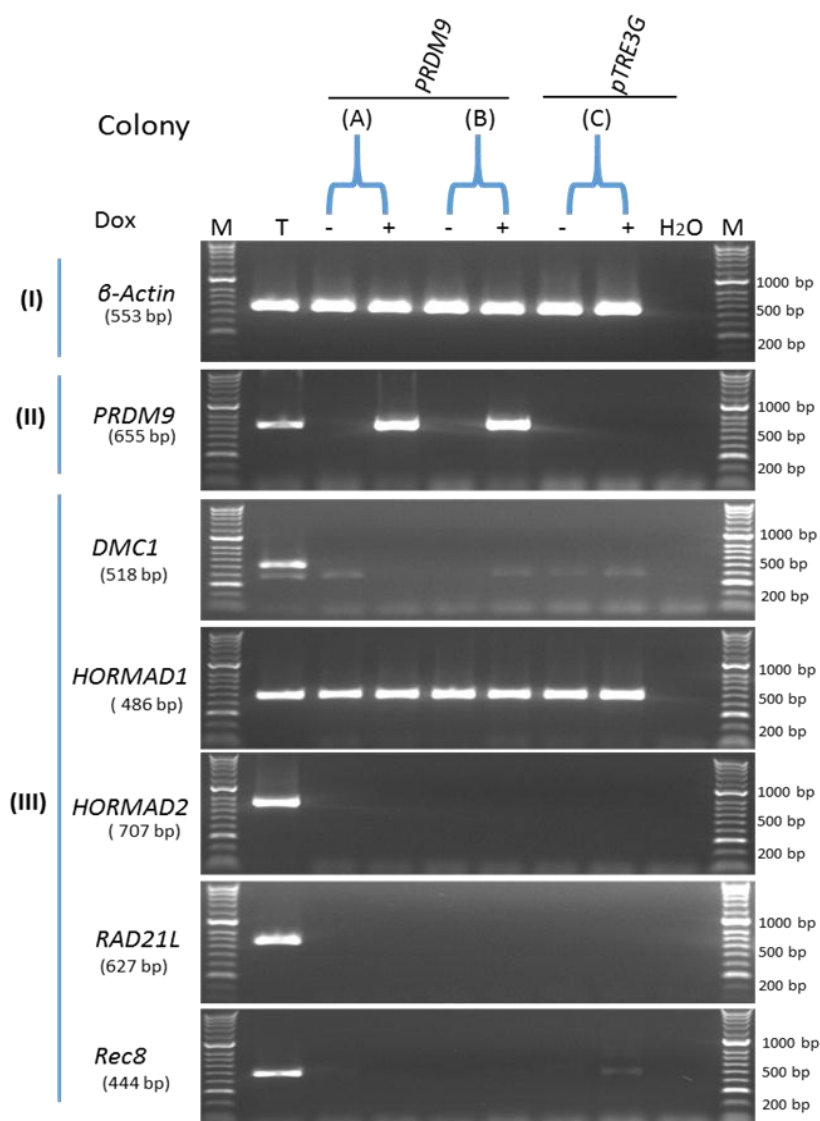 PRDM9 pTRE3G
Colony (A) (B) (C)
Dox M T - + - + - + H2O M
(I) β-Actin (553 bp) 1000 bp 500 bp 200 bp
(II) PRDM9 (655 bp) 1000 bp 500 bp 200 bp
DMC1 (518 bp) 1000 bp 500 bp 200 bp
HORMAD1 ( 486 bp) 1000 bp 500 bp 200 bp
(III) HORMAD2 ( 707 bp) 1000 bp 500 bp 200 bp
RAD21L (627 bp) 1000 bp 500 bp 200 bp
Rec8 (444 bp) 1000 bp 500 bp 200 bp